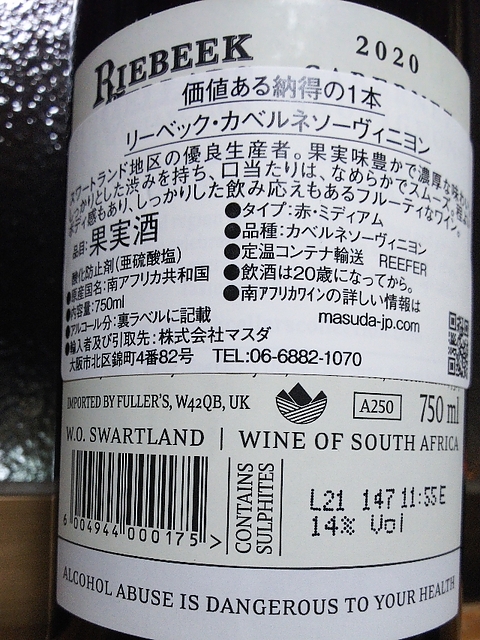 RIEBEEK
2020
価値ある納得の1本
リーベック・カベルネソーヴィニヨン
スワートランド地区の優良生産者。果実味豊かで濃厚な味わい
しっかりとした渋みを持ち、口当たりは、なめらかでスムーズ。程よい
ボディ感もあり、しっかりした飲み応えもあるフルーティなワイン。
品目:果実酒
酸化防止剤(亜硫酸塩)
●原産国名:南アフリカ共和国
●内容量:750ml
●アルコール分:裏ラベルに記載
●輸入者及び引取先:株式会社マスダ
大阪市北区錦町4番82号 TEL:06-6882-1070
●タイプ:赤・ミディアム
●品種:カベルネソーヴィニヨン
●定温コンテナ輸送 REEFER
●飲酒は20歳になってから。
●南アフリカワインの詳しい情報は
masuda-jp.com
IMPORTED BY FULLER'S, W42QB, UK
A250
750 ml
W.O. SWARTLAND | WINE OF SOUTH AFRICA
6 004944 000175 >
CONTAINS
SULPHITES
L21 147 11:55E
14% Vol
ALCOHOL ABUSE IS DANGEROUS TO YOUR HEALTH